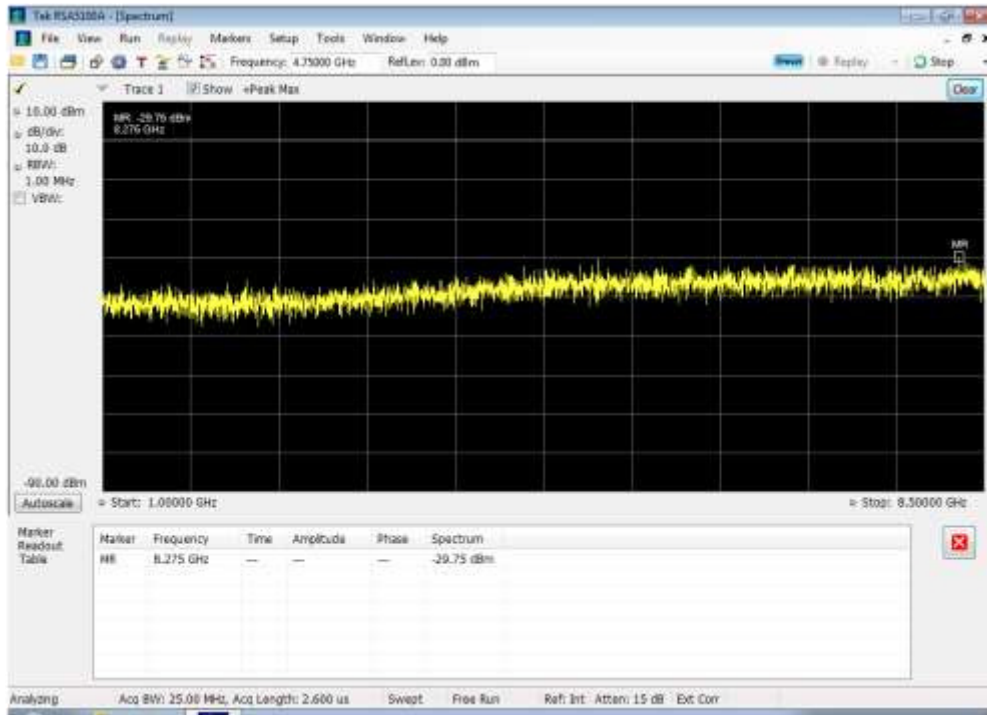 Tek RSA5100A - [Spectrum]
File View Run Replay Markers Setup Tools Window Help
Frequency: 4.75000 GHz RefLev: 0.00 dBm Preset Replay Stop
Trace 1 Show +Peak Max Clear
10.00 dBm
dB/div:
10.0 dB
RBW:
1.00 MHz
VBW:
MR: -29.75 dBm
8.275 GHz
MR
-90.00 dBm
Autoscale Start: 1.00000 GHz Stop: 8.50000 GHz
Marker
Readout
Table
Marker Frequency Time Amplitude Phase Spectrum
MR 8.275 GHz --- --- --- -29.75 dBm
Analyzing Acq BW: 25.00 MHz, Acq Length: 2.600 us Swept Free Run Ref: Int Atten: 15 dB Ext Corr